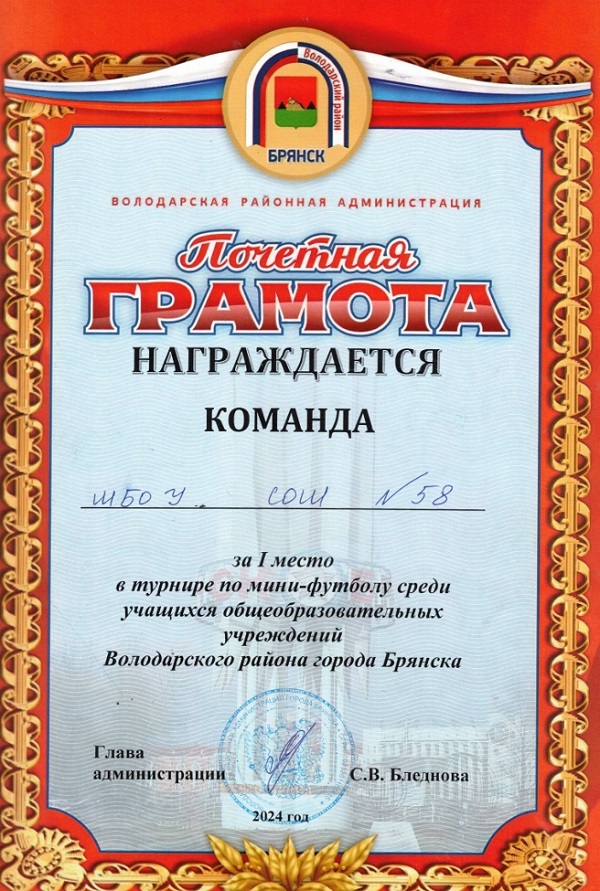 Володарский район
БРЯНСК
ВОЛОДАРСКАЯ РАЙОННАЯ АДМИНИСТРАЦИЯ
Почетная
ГРАМОТА
НАГРАЖДАЕТСЯ
КОМАНДА
МБОУ СОШ №58
за I место
в турнире по мини-футболу среди
учащихся общеобразовательных
учреждений
Володарского района города Брянска
Глава
администрации С.В. Бледнова
2024 год